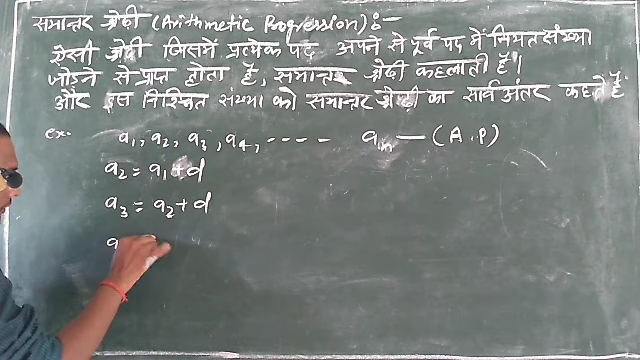 समान्तर श्रेढी (Arithmetic Progression) :-
ऐसी श्रेढी जिसमें प्रत्येक पद अपने से पूर्व पद में नियत संख्या
जोड़ने से प्राप्त होता है, समान्तर श्रेढी कहलाती है।
और इस निश्चित संख्या को समान्तर श्रेढी का सार्व अंतर कहते हैं
ex. a₁, a₂, a₃, a₄, ---- aₙ — (A.P)
a₂ = a₁ + d
a₃ = a₂ + d
a